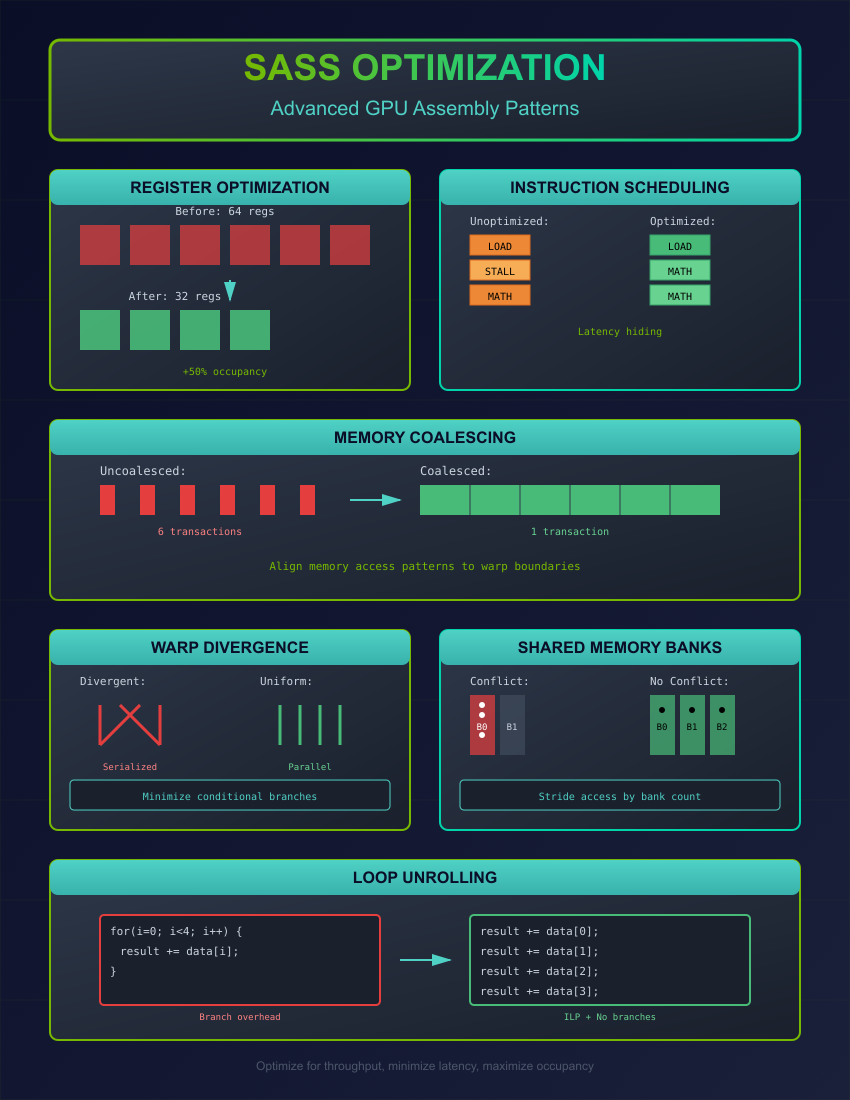 SASS OPTIMIZATION
Advanced GPU Assembly Patterns
REGISTER OPTIMIZATION
Before: 64 regs
After: 32 regs
+50% occupancy
INSTRUCTION SCHEDULING
Unoptimized:
LOAD
STALL
MATH
Optimized:
LOAD
MATH
MATH
Latency hiding
MEMORY COALESCING
Uncoalesced:
6 transactions
Coalesced:
1 transaction
Align memory access patterns to warp boundaries
WARP DIVERGENCE
Divergent:
Serialized
Uniform:
Parallel
Minimize conditional branches
SHARED MEMORY BANKS
Conflict:
B0
B1
No Conflict:
B0
B1
B2
Stride access by bank count
LOOP UNROLLING
for(i=0; i<4; i++) {
result += data[i];
}
Branch overhead
result += data[0];
result += data[1];
result += data[2];
result += data[3];
ILP + No branches
Optimize for throughput, minimize latency, maximize occupancy